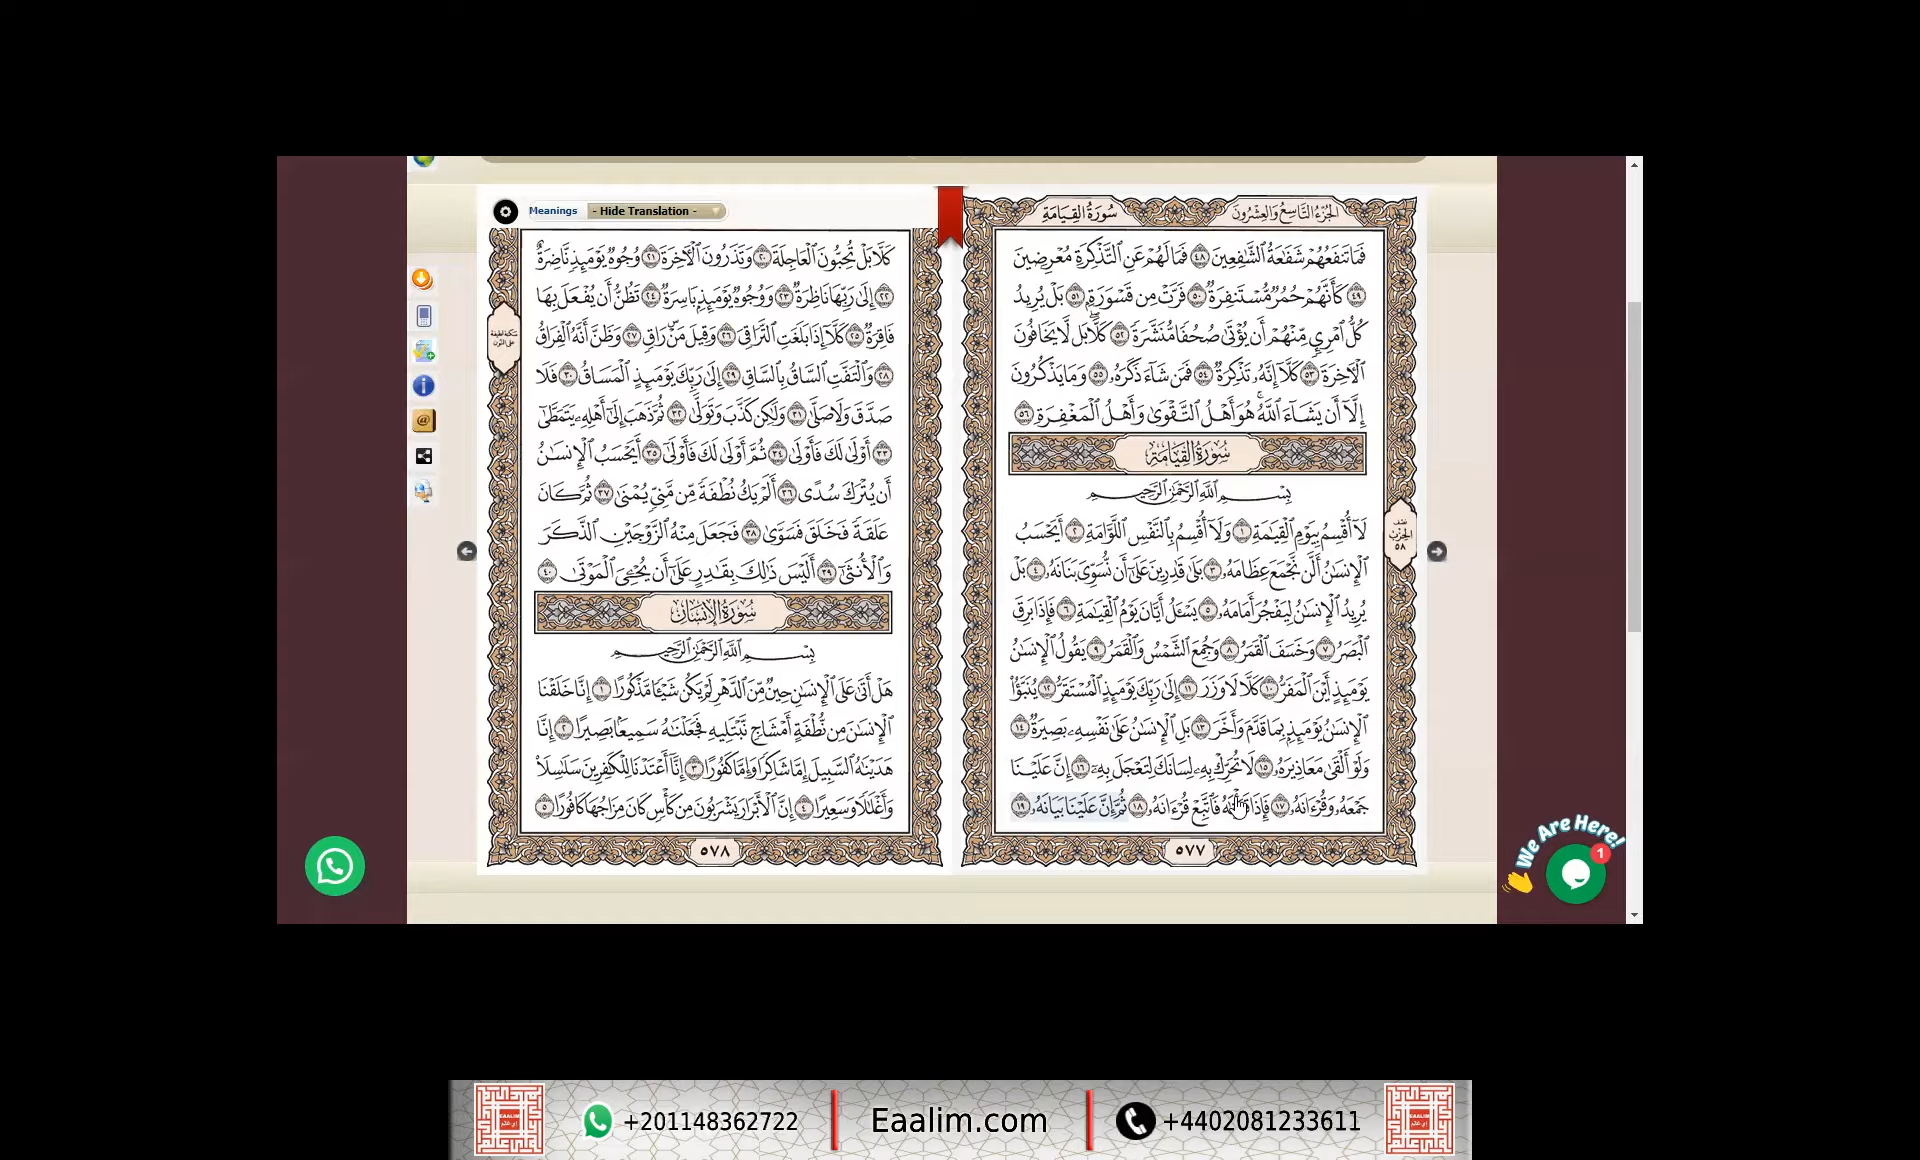 Meanings
- Hide Translation -
سُورَةُ القِيَامَةِ
الجُزْءُ التَّاسِعُ وَالعِشْرُونَ
فَمَا تَنفَعُهُمْ شَفَٰعَةُ ٱلشَّٰفِعِينَ ٤٨ فَمَا لَهُمْ عَنِ ٱلتَّذْكِرَةِ مُعْرِضِينَ
٤٩ كَأَنَّهُمْ حُمُرٌ مُّسْتَنفِرَةٌ ٥٠ فَرَّتْ مِن قَسْوَرَةٍۭ ٥١ بَلْ يُرِيدُ
كُلُّ ٱمْرِئٍ مِّنْهُمْ أَن يُؤْتَىٰ صُحُفًا مُّنَشَّرَةً ٥٢ كَلَّاۖ بَل لَّا يَخَافُونَ
ٱلْأٓخِرَةَ ٥٣ كَلَّآ إِنَّهُۥ تَذْكِرَةٌ ٥٤ فَمَن شَآءَ ذَكَرَهُۥ ٥٥ وَمَا يَذْكُرُونَ
إِلَّآ أَن يَشَآءَ ٱللَّهُۚ هُوَ أَهْلُ ٱلتَّقْوَىٰ وَأَهْلُ ٱلْمَغْفِرَةِ ٥٦
سُورَةُ القِيَامَةِ
بِسْمِ ٱللَّهِ ٱلرَّحْمَٰنِ ٱلرَّحِيمِ
لَآ أُقْسِمُ بِيَوْمِ ٱلْقِيَٰمَةِ ١ وَلَآ أُقْسِمُ بِٱلنَّفْسِ ٱللَّوَّامَةِ ٢ أَيَحْسَبُ
ٱلْإِنسَٰنُ أَلَّن نَّجْمَعَ عِظَامَهُۥ ٣ بَلَىٰ قَٰدِرِينَ عَلَىٰٓ أَن نُّسَوِّىَ بَنَانَهُۥ ٤ بَلْ
يُرِيدُ ٱلْإِنسَٰنُ لِيَفْجُرَ أَمَامَهُۥ ٥ يَسْـَٔلُ أَيَّانَ يَوْمُ ٱلْقِيَٰمَةِ ٦ فَإِذَا بَرِقَ
ٱلْبَصَرُ ٧ وَخَسَفَ ٱلْقَمَرُ ٨ وَجُمِعَ ٱلشَّمْسُ وَٱلْقَمَرُ ٩ يَقُولُ ٱلْإِنسَٰنُ
يَوْمَئِذٍ أَيْنَ ٱلْمَفَرُّ ١٠ كَلَّا لَا وَزَرَ ١١ إِلَىٰ رَبِّكَ يَوْمَئِذٍ ٱلْمُسْتَقَرُّ ١٢ يُنَبَّؤُا۟
ٱلْإِنسَٰنُ يَوْمَئِذٍۭ بِمَا قَدَّمَ وَأَخَّرَ ١٣ بَلِ ٱلْإِنسَٰنُ عَلَىٰ نَفْسِهِۦ بَصِيرَةٌ ١٤
وَلَوْ أَلْقَىٰ مَعَاذِيرَهُۥ ١٥ لَا تُحَرِّكْ بِهِۦ لِسَانَكَ لِتَعْجَلَ بِهِۦٓ ١٦ إِنَّ عَلَيْنَا
جَمْعَهُۥ وَقُرْءَانَهُۥ ١٧ فَإِذَا فَٱتَّبِعْ قُرْءَانَهُۥ ١٨ ثُمَّ إِنَّ عَلَيْنَا بَيَانَهُۥ ١٩
نصف
الحزب
٥٨
٥٧٧
كَلَّا بَلْ تُحِبُّونَ ٱلْعَاجِلَةَ ٢٠ وَتَذَرُونَ ٱلْأٓخِرَةَ ٢١ وُجُوهٌ يَوْمَئِذٍ نَّاضِرَةٌ
٢٢ إِلَىٰ رَبِّهَا نَاظِرَةٌ ٢٣ وَوُجُوهٌ يَوْمَئِذٍۭ بَاسِرَةٌ ٢٤ تَظُنُّ أَن يُفْعَلَ بِهَا
فَاقِرَةٌ ٢٥ كَلَّآ إِذَا بَلَغَتِ ٱلتَّرَاقِىَ ٢٦ وَقِيلَ مَنْۜ رَاقٍ ٢٧ وَظَنَّ أَنَّهُ ٱلْفِرَاقُ
٢٨ وَٱلْتَفَّتِ ٱلسَّاقُ بِٱلسَّاقِ ٢٩ إِلَىٰ رَبِّكَ يَوْمَئِذٍ ٱلْمَسَاقُ ٣٠ فَلَا
صَدَّقَ وَلَا صَلَّىٰ ٣١ وَلَٰكِن كَذَّبَ وَتَوَلَّىٰ ٣٢ ثُمَّ ذَهَبَ إِلَىٰٓ أَهْلِهِۦ يَتَمَطَّىٰٓ
٣٣ أَوْلَىٰ لَكَ فَأَوْلَىٰ ٣٤ ثُمَّ أَوْلَىٰ لَكَ فَأَوْلَىٰٓ ٣٥ أَيَحْسَبُ ٱلْإِنسَٰنُ
أَن يُتْرَكَ سُدًى ٣٦ أَلَمْ يَكُ نُطْفَةً مِّن مَّنِىٍّ يُمْنَىٰ ٣٧ ثُمَّ كَانَ
عَلَقَةً فَخَلَقَ فَسَوَّىٰ ٣٨ فَجَعَلَ مِنْهُ ٱلزَّوْجَيْنِ ٱلذَّكَرَ
وَٱلْأُنثَىٰٓ ٣٩ أَلَيْسَ ذَٰلِكَ بِقَٰدِرٍ عَلَىٰٓ أَن يُحْـِۧىَ ٱلْمَوْتَىٰ ٤٠
سُورَةُ الإِنسَانِ
بِسْمِ ٱللَّهِ ٱلرَّحْمَٰنِ ٱلرَّحِيمِ
هَلْ أَتَىٰ عَلَى ٱلْإِنسَٰنِ حِينٌ مِّنَ ٱلدَّهْرِ لَمْ يَكُن شَيْـًٔا مَّذْكُورًا ١ إِنَّا خَلَقْنَا
ٱلْإِنسَٰنَ مِن نُّطْفَةٍ أَمْشَاجٍ نَّبْتَلِيهِ فَجَعَلْنَٰهُ سَمِيعًۢا بَصِيرًا ٢ إِنَّا
هَدَيْنَٰهُ ٱلسَّبِيلَ إِمَّا شَاكِرًا وَإِمَّا كَفُورًا ٣ إِنَّآ أَعْتَدْنَا لِلْكَٰفِرِينَ سَلَٰسِلَا۟
وَأَغْلَٰلًا وَسَعِيرًا ٤ إِنَّ ٱلْأَبْرَارَ يَشْرَبُونَ مِن كَأْسٍ كَانَ مِزَاجُهَا كَافُورًا ٥
٥٧٨
We Are Here!
1
+201148362722
Eaalim.com
+4402081233611
EAALIM
EAALIM